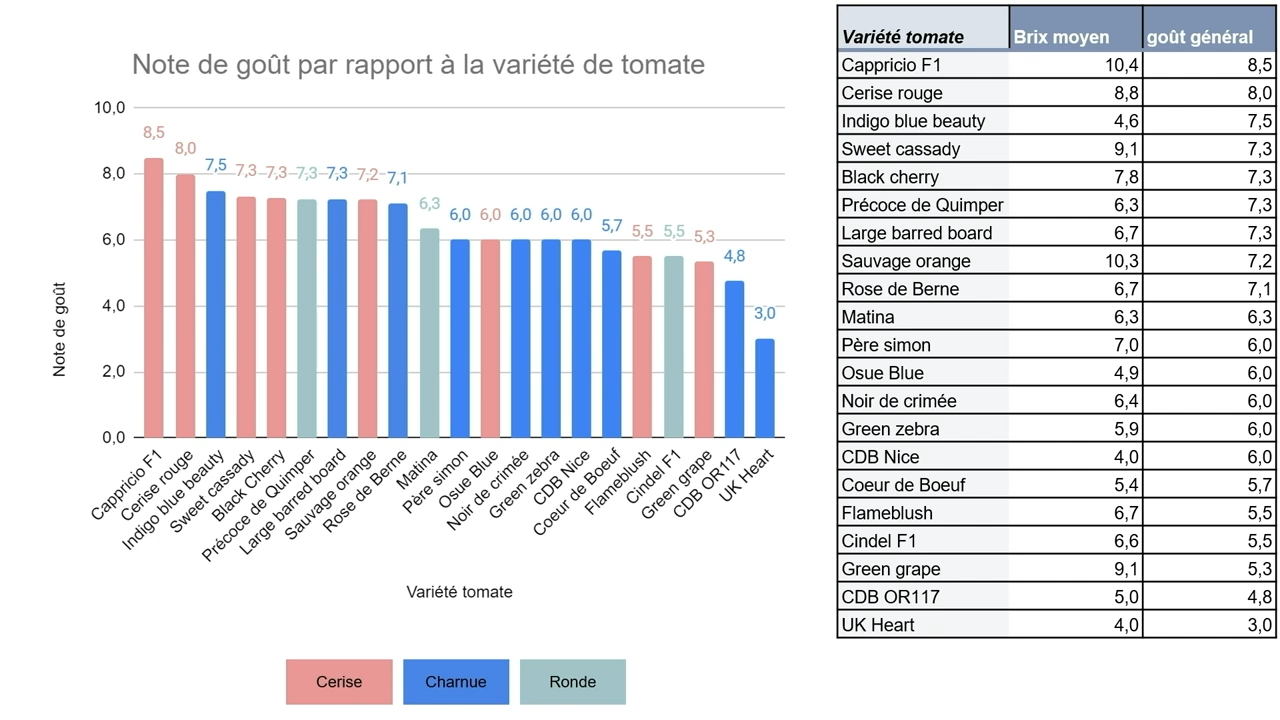 Note de goût par rapport à la variété de tomate
Note de goût
10,0
8,0
6,0
4,0
2,0
0,0
8,5 8,0 7,5 7,3 7,3 7,3 7,3 7,2 7,1 6,3 6,0 6,0 6,0 6,0 6,0 5,7 5,5 5,5 5,3 4,8 3,0
Cappricio F1
Cerise rouge
Indigo blue beauty
Sweet cassady
Black Cherry
Précoce de Quimper
Large barred board
Sauvage orange
Rose de Berne
Matina
Père simon
Osue Blue
Noir de crimée
Green zebra
CDB Nice
Coeur de Boeuf
Flameblush
Cindel F1
Green grape
CDB OR117
UK Heart
Variété tomate
Cerise Charnue Ronde
Variété tomate Brix moyen goût général
Cappricio F1 10,4 8,5
Cerise rouge 8,8 8,0
Indigo blue beauty 4,6 7,5
Sweet cassady 9,1 7,3
Black cherry 7,8 7,3
Précoce de Quimper 6,3 7,3
Large barred board 6,7 7,3
Sauvage orange 10,3 7,2
Rose de Berne 6,7 7,1
Matina 6,3 6,3
Père simon 7,0 6,0
Osue Blue 4,9 6,0
Noir de crimée 6,4 6,0
Green zebra 5,9 6,0
CDB Nice 4,0 6,0
Coeur de Boeuf 5,4 5,7
Flameblush 6,7 5,5
Cindel F1 6,6 5,5
Green grape 9,1 5,3
CDB OR117 5,0 4,8
UK Heart 4,0 3,0